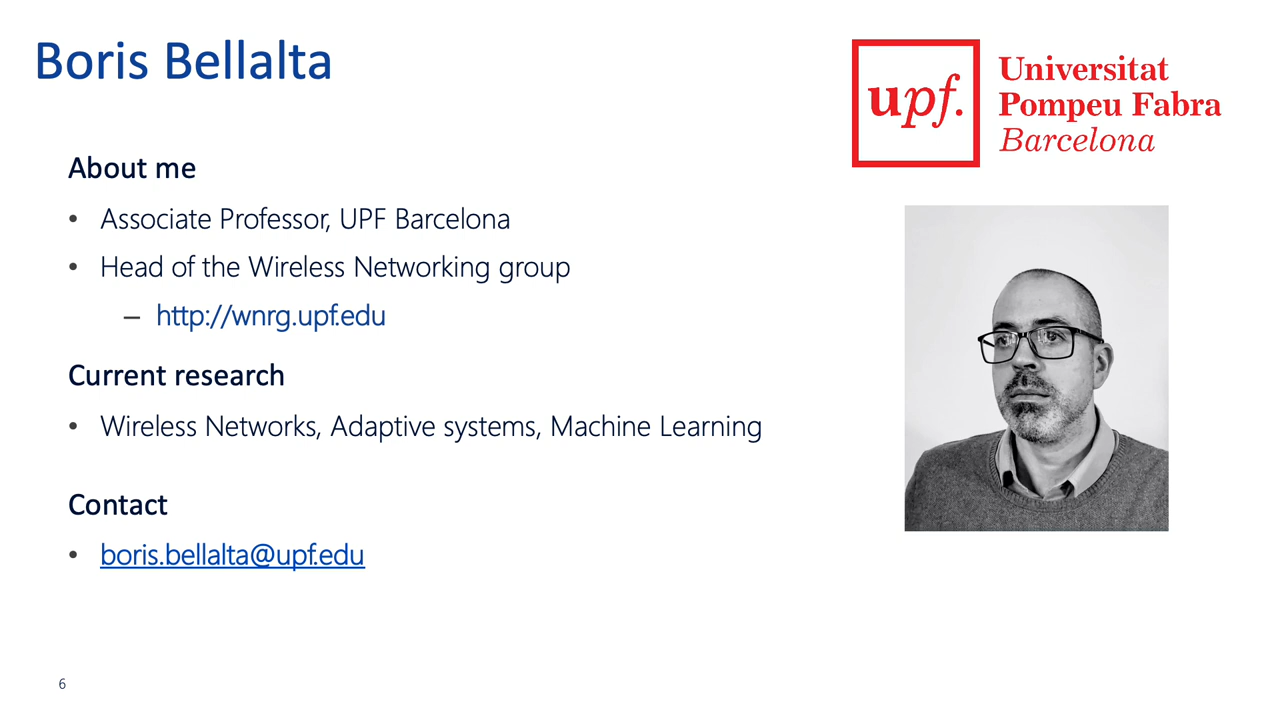 Boris Bellalta
upf.
Universitat
Pompeu Fabra
Barcelona
About me
• Associate Professor, UPF Barcelona
• Head of the Wireless Networking group
– http://wnrg.upf.edu
Current research
• Wireless Networks, Adaptive systems, Machine Learning
Contact
• boris.bellalta@upf.edu
6